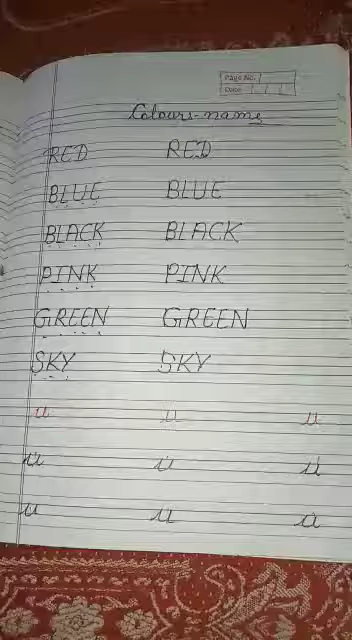 Page No.
Date
Colours-name
RED RED
BLUE BLUE
BLACK BLACK
PINK PINK
GREEN GREEN
SKY SKY
u u u
u u u
u u u